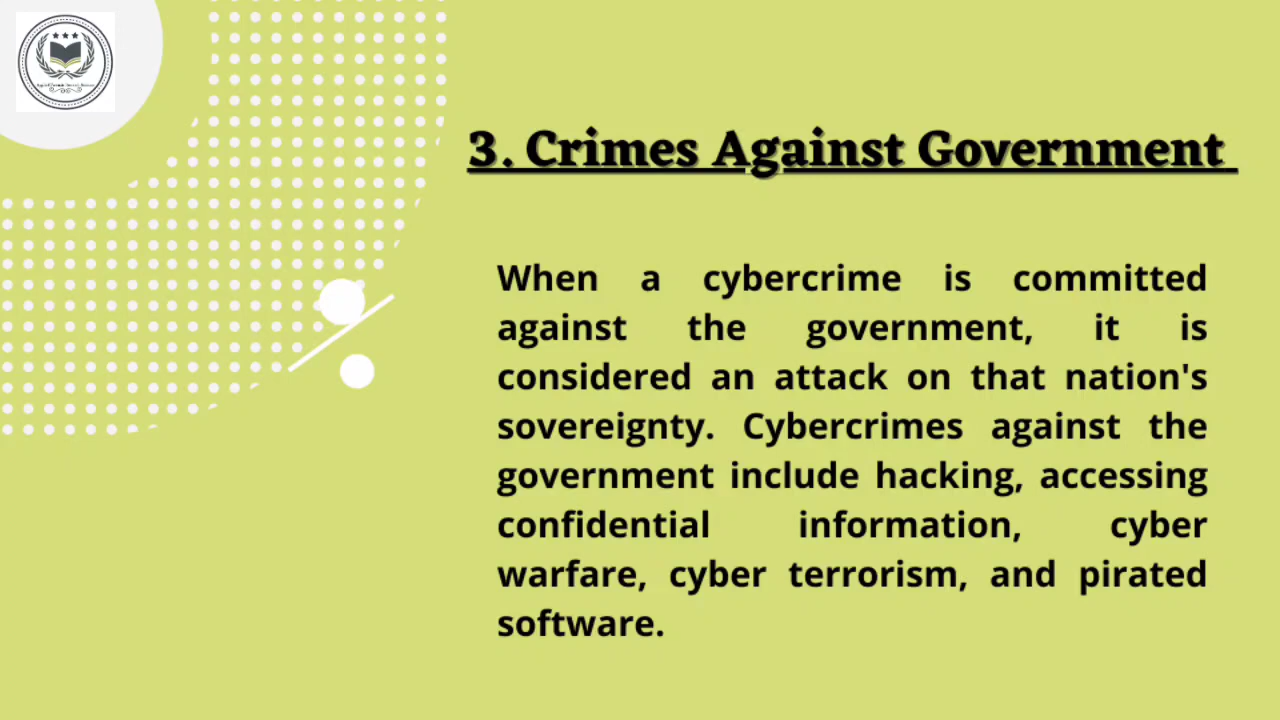 3. Crimes Against Government
When a cybercrime is committed
against the government, it is
considered an attack on that nation's
sovereignty. Cybercrimes against the
government include hacking, accessing
confidential information, cyber
warfare, cyber terrorism, and pirated
software.